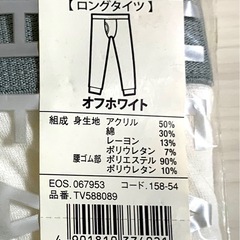 【ロングタイツ】
オフホワイト
組成 身生地 アクリル 50%
綿 30%
レーヨン 13%
ポリウレタン 7%
腰ゴム部 ポリエステル 90%
ポリウレタン 10%
EOS. 067953 コード. 158-54
品番. TV588089